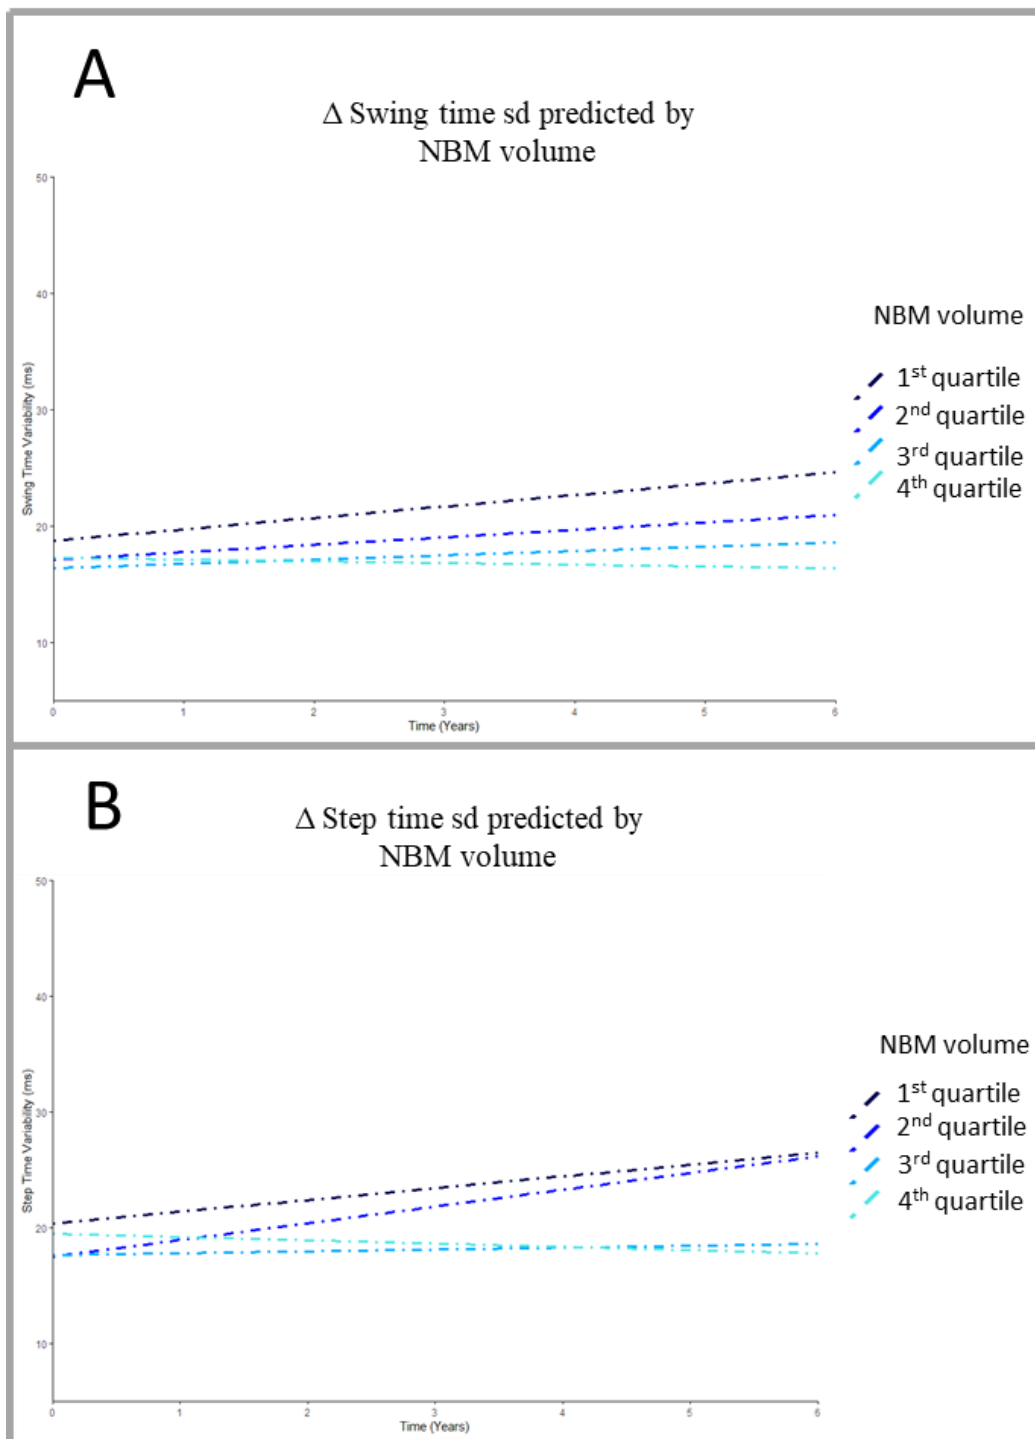 A
Δ Swing time sd predicted by
NBM volume
50
40
30
20
10
Swing Time Variability (ms)
0 1 2 3 4 5 6
Time (Years)
NBM volume
1st quartile
2nd quartile
3rd quartile
4th quartile
B
Δ Step time sd predicted by
NBM volume
50
40
30
20
10
Step Time Variability (ms)
0 1 2 3 4 5 6
Time (Years)
NBM volume
1st quartile
2nd quartile
3rd quartile
4th quartile